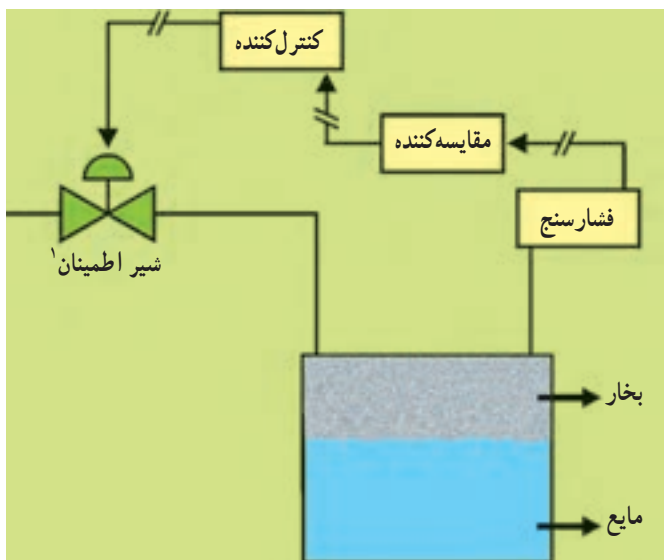 کنترل‌کننده
مقایسه‌کننده
فشارسنج
شیر اطمینان۱
بخار
مایع